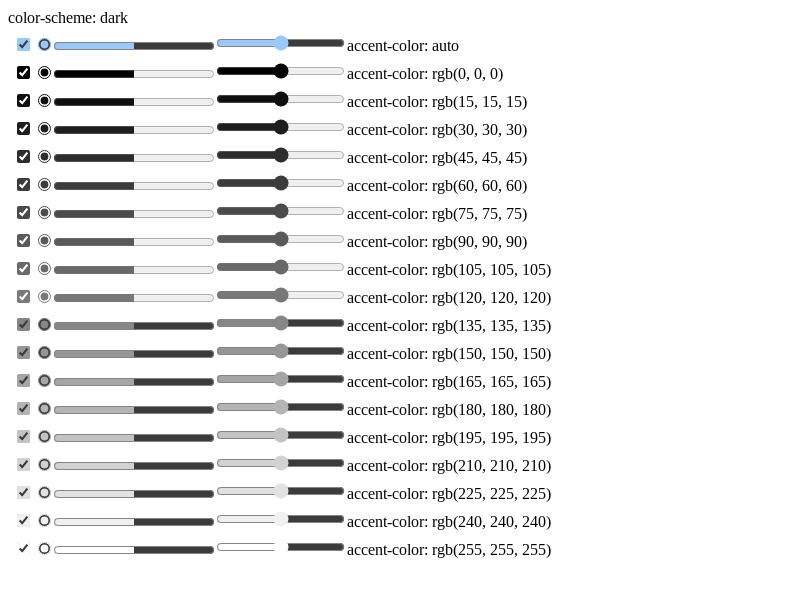 color-scheme: dark
accent-color: auto
accent-color: rgb(0, 0, 0)
accent-color: rgb(15, 15, 15)
accent-color: rgb(30, 30, 30)
accent-color: rgb(45, 45, 45)
accent-color: rgb(60, 60, 60)
accent-color: rgb(75, 75, 75)
accent-color: rgb(90, 90, 90)
accent-color: rgb(105, 105, 105)
accent-color: rgb(120, 120, 120)
accent-color: rgb(135, 135, 135)
accent-color: rgb(150, 150, 150)
accent-color: rgb(165, 165, 165)
accent-color: rgb(180, 180, 180)
accent-color: rgb(195, 195, 195)
accent-color: rgb(210, 210, 210)
accent-color: rgb(225, 225, 225)
accent-color: rgb(240, 240, 240)
accent-color: rgb(255, 255, 255)